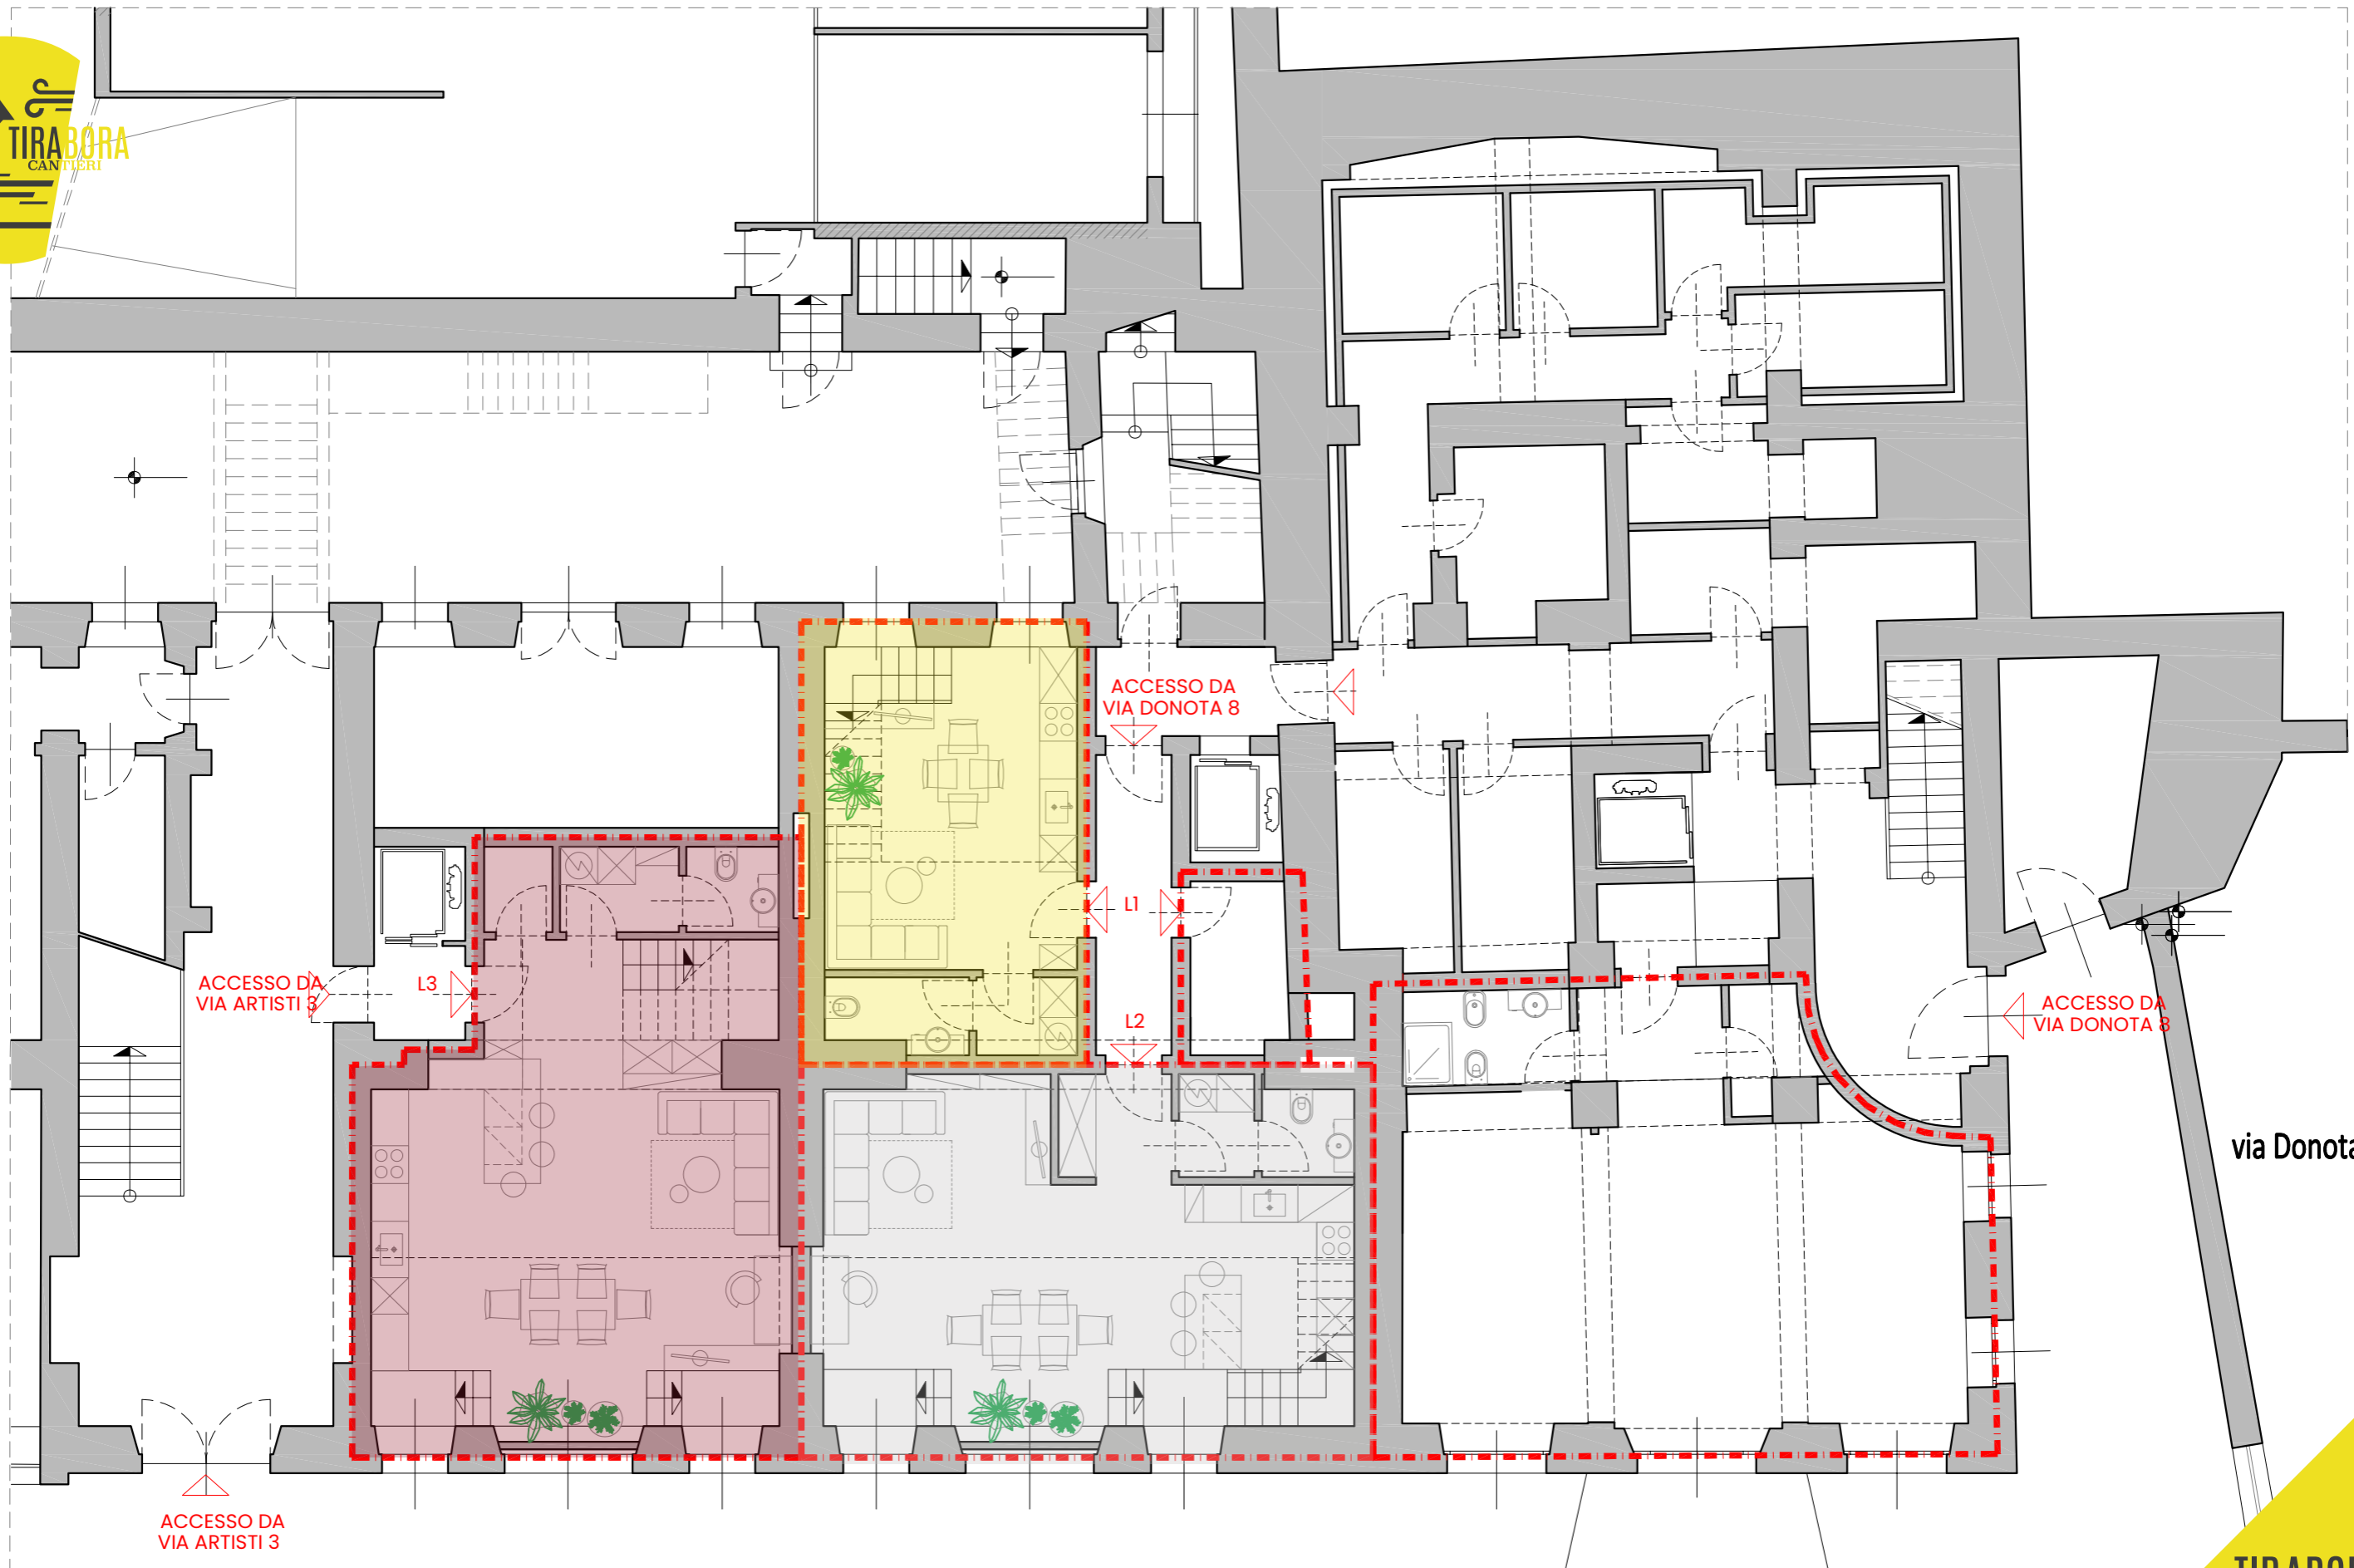 TIRABORA
CANTIERI
ACCESSO DA
VIA DONOTA 8
L1
ACCESSO DA
VIA ARTISTI 3
L3
L2
ACCESSO DA
VIA DONOTA 8
via Donota
ACCESSO DA
VIA ARTISTI 3